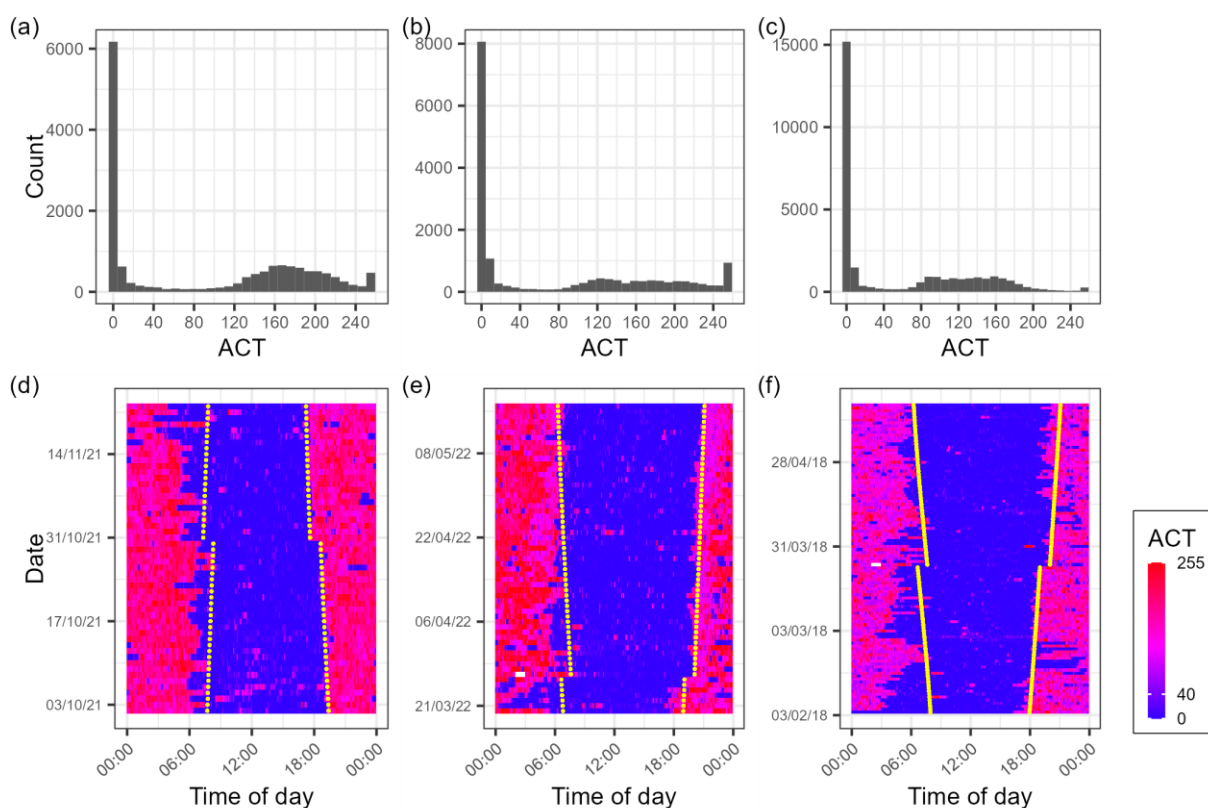 (a)
6000
4000
2000
0
Count
0 40 80 120 160 200 240
ACT
(b)
8000
6000
4000
2000
0
0 40 80 120 160 200 240
ACT
(c)
15000
10000
5000
0
0 40 80 120 160 200 240
ACT
(d)
Date
14/11/21
31/10/21
17/10/21
03/10/21
00:00 06:00 12:00 18:00 00:00
Time of day
(e)
08/05/22
22/04/22
06/04/22
21/03/22
00:00 06:00 12:00 18:00 00:00
Time of day
(f)
28/04/18
31/03/18
03/03/18
03/02/18
00:00 06:00 12:00 18:00 00:00
Time of day
ACT
255
40
0